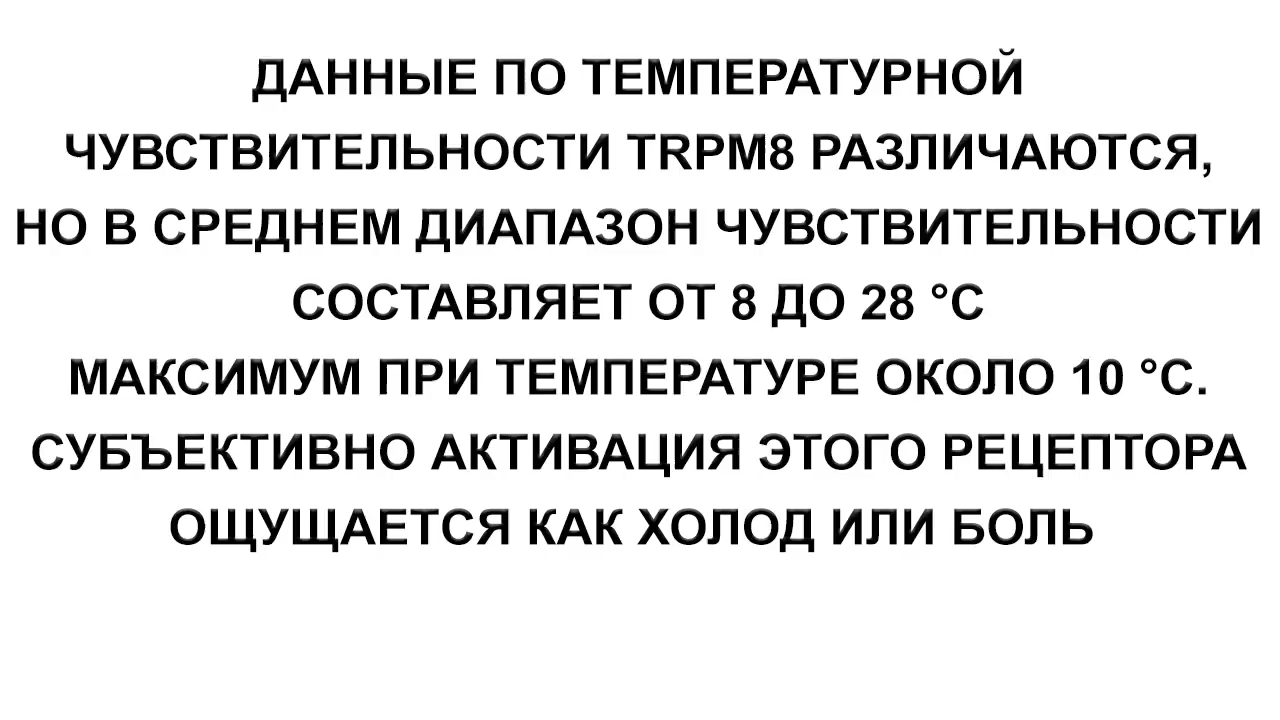 ДАННЫЕ ПО ТЕМПЕРАТУРНОЙ
ЧУВСТВИТЕЛЬНОСТИ TRPM8 РАЗЛИЧАЮТСЯ,
НО В СРЕДНЕМ ДИАПАЗОН ЧУВСТВИТЕЛЬНОСТИ
СОСТАВЛЯЕТ ОТ 8 ДО 28 °C
МАКСИМУМ ПРИ ТЕМПЕРАТУРЕ ОКОЛО 10 °C.
СУБЪЕКТИВНО АКТИВАЦИЯ ЭТОГО РЕЦЕПТОРА
ОЩУЩАЕТСЯ КАК ХОЛОД ИЛИ БОЛЬ